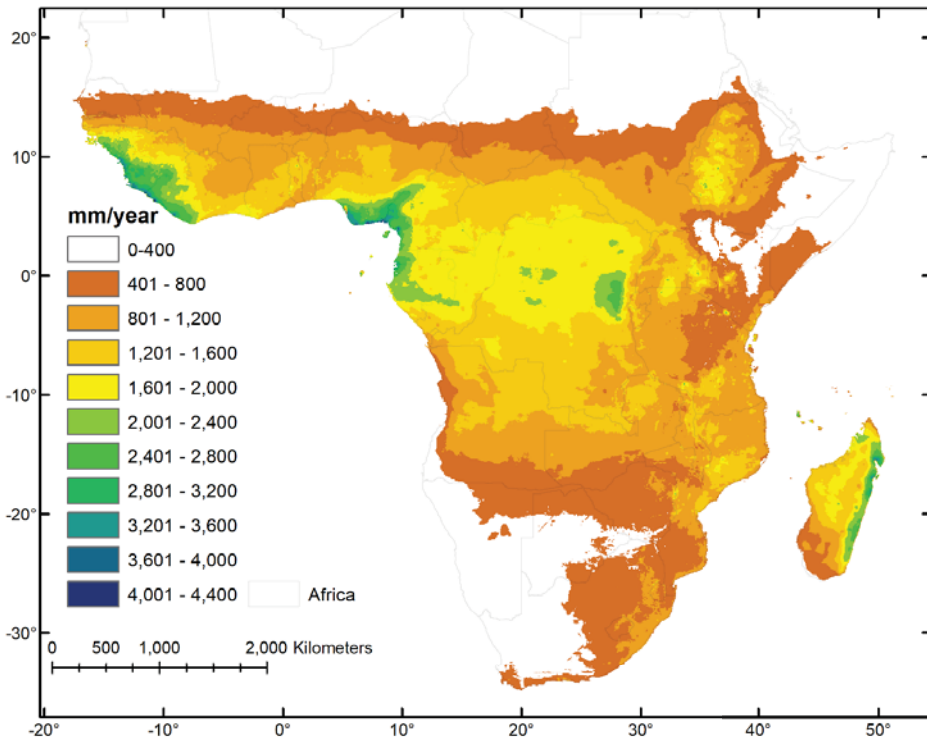 20°
10°
0°
-10°
-20°
-30°
mm/year
0-400
401 - 800
801 - 1,200
1,201 - 1,600
1,601 - 2,000
2,001 - 2,400
2,401 - 2,800
2,801 - 3,200
3,201 - 3,600
3,601 - 4,000
4,001 - 4,400
Africa
0 500 1,000 2,000 Kilometers
-20° -10° 0° 10° 20° 30° 40° 50°